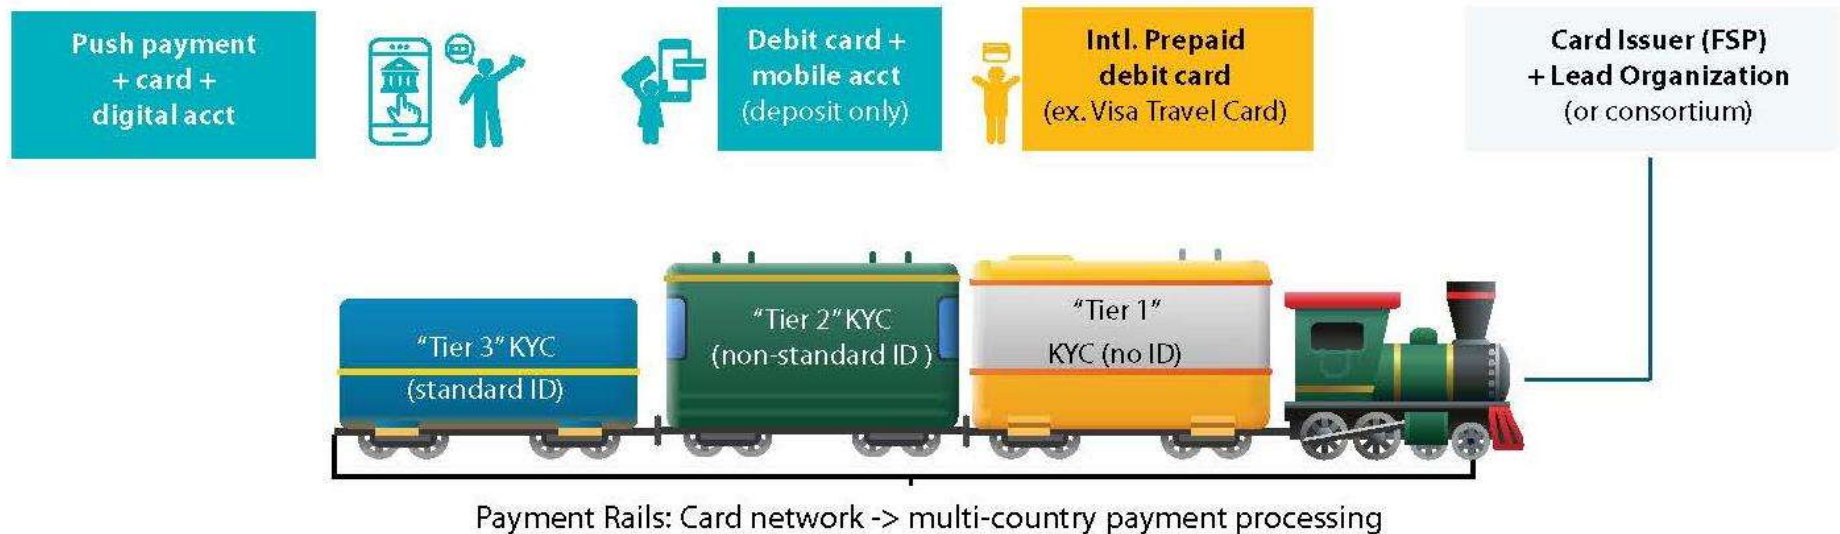 Push payment
+ card +
digital acct
Debit card +
mobile acct
(deposit only)
Intl. Prepaid
debit card
(ex. Visa Travel Card)
Card Issuer (FSP)
+ Lead Organization
(or consortium)
“Tier 3” KYC
(standard ID)
“Tier 2” KYC
(non-standard ID )
“Tier 1”
KYC (no ID)
Payment Rails: Card network -> multi-country payment processing